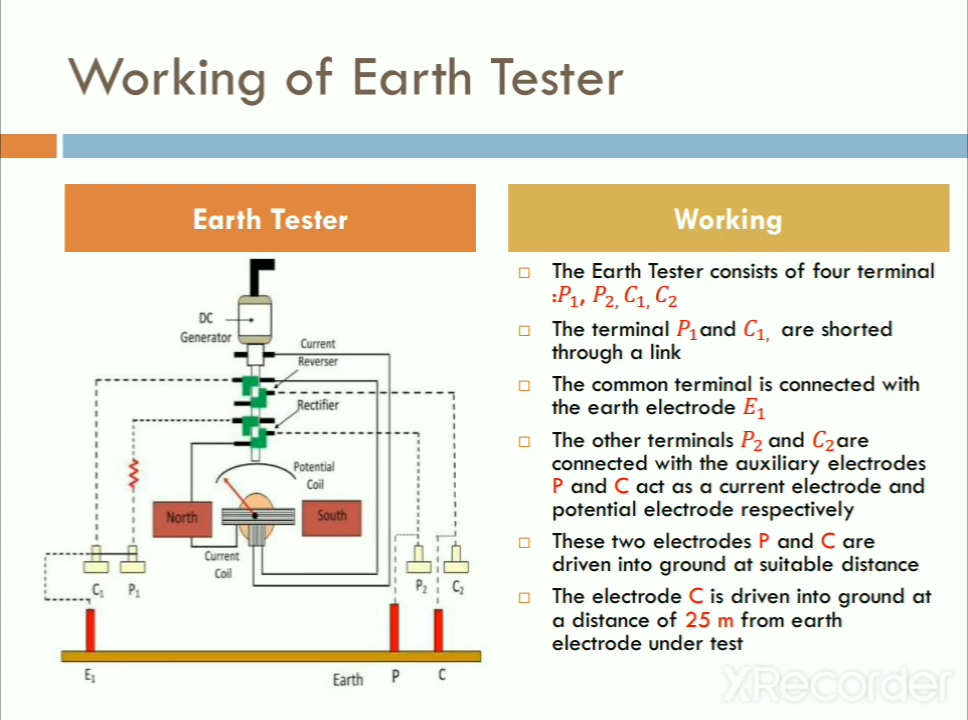 Working of Earth Tester
Earth Tester
Working
DC
Generator
Current
Reverser
Rectifier
Potential
Coil
North
South
Current
Coil
C₁
P₁
P₂
C₂
E₁
Earth
P
C
The Earth Tester consists of four terminal
:P₁, P₂, C₁, C₂
The terminal P₁and C₁, are shorted
through a link
The common terminal is connected with
the earth electrode E₁
The other terminals P₂ and C₂are
connected with the auxiliary electrodes
P and C act as a current electrode and
potential electrode respectively
These two electrodes P and C are
driven into ground at suitable distance
The electrode C is driven into ground at
a distance of 25 m from earth
electrode under test
XRecorder